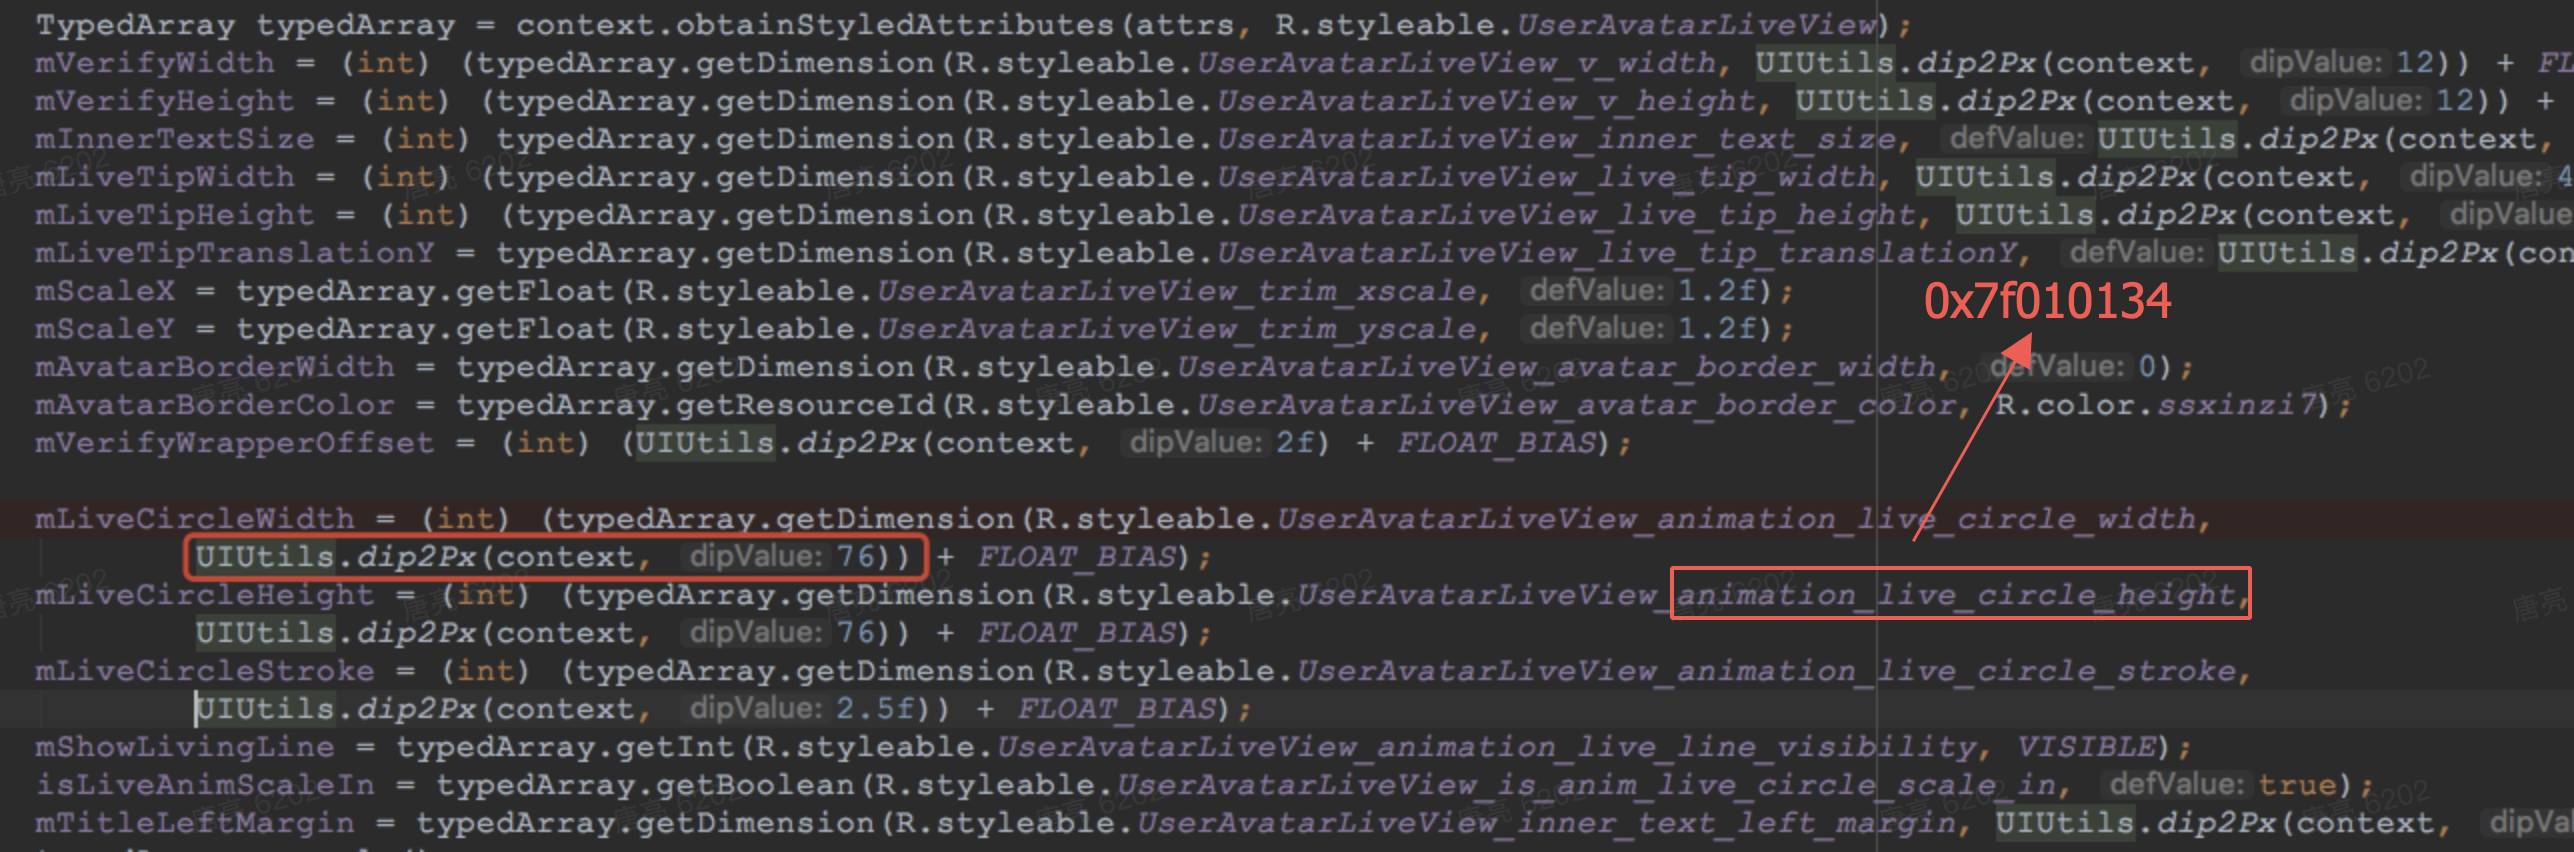 TypedArray typedArray = context.obtainStyledAttributes(attrs, R.styleable.UserAvatarLiveView);
mVerifyWidth = (int) (typedArray.getDimension(R.styleable.UserAvatarLiveView_v_width, UIUtils.dip2Px(context, dipValue: 12)) + FL
mVerifyHeight = (int) (typedArray.getDimension(R.styleable.UserAvatarLiveView_v_height, UIUtils.dip2Px(context, dipValue: 12)) +
mInnerTextSize = (int) typedArray.getDimension(R.styleable.UserAvatarLiveView_inner_text_size, defValue: UIUtils.dip2Px(context,
mLiveTipWidth = (int) (typedArray.getDimension(R.styleable.UserAvatarLiveView_live_tip_width, UIUtils.dip2Px(context, dipValue: 4
mLiveTipHeight = (int) (typedArray.getDimension(R.styleable.UserAvatarLiveView_live_tip_height, UIUtils.dip2Px(context, dipValue
mLiveTipTranslationY = typedArray.getDimension(R.styleable.UserAvatarLiveView_live_tip_translationY, defValue: UIUtils.dip2Px(con
mScaleX = typedArray.getFloat(R.styleable.UserAvatarLiveView_trim_xscale, defValue: 1.2f);
0x7f010134
mScaleY = typedArray.getFloat(R.styleable.UserAvatarLiveView_trim_yscale, defValue: 1.2f);
mAvatarBorderWidth = typedArray.getDimension(R.styleable.UserAvatarLiveView_avatar_border_width, defValue: 0);
mAvatarBorderColor = typedArray.getResourceId(R.styleable.UserAvatarLiveView_avatar_border_color, R.color.ssxinzi7);
mVerifyWrapperOffset = (int) (UIUtils.dip2Px(context, dipValue: 2f) + FLOAT_BIAS);
mLiveCircleWidth = (int) (typedArray.getDimension(R.styleable.UserAvatarLiveView_animation_live_circle_width,
UIUtils.dip2Px(context, dipValue: 76)) + FLOAT_BIAS);
mLiveCircleHeight = (int) (typedArray.getDimension(R.styleable.UserAvatarLiveView_animation_live_circle_height,
UIUtils.dip2Px(context, dipValue: 76)) + FLOAT_BIAS);
mLiveCircleStroke = (int) (typedArray.getDimension(R.styleable.UserAvatarLiveView_animation_live_circle_stroke,
UIUtils.dip2Px(context, dipValue: 2.5f)) + FLOAT_BIAS);
mShowLivingLine = typedArray.getInt(R.styleable.UserAvatarLiveView_animation_live_line_visibility, VISIBLE);
isLiveAnimScaleIn = typedArray.getBoolean(R.styleable.UserAvatarLiveView_is_anim_live_circle_scale_in, defValue: true);
mTitleLeftMargin = typedArray.getDimension(R.styleable.UserAvatarLiveView_inner_text_left_margin, UIUtils.dip2Px(context, dipVal
唐亮 6202